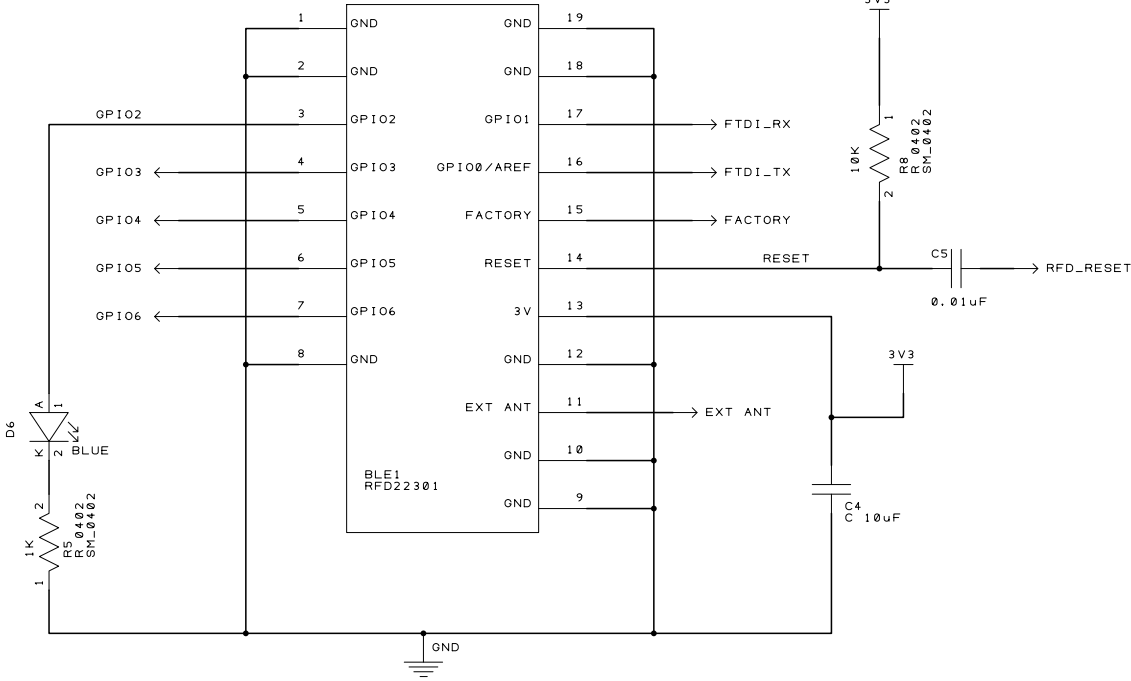 3V3
1 GND GND 19
2 GND GND 18
GPIO2 3 GPIO2 GPIO1 17 FTDI_RX
GPIO3 4 GPIO3 GPIO0/AREF 16 FTDI_TX
GPIO4 5 GPIO4 FACTORY 15 FACTORY
GPIO5 6 GPIO5 RESET 14 RESET
GPIO6 7 GPIO6 3V 13
8 GND GND 12
EXT ANT 11 EXT ANT
GND 10
GND 9
BLE1
RFD22301
1
10K
R8
R_0402
SM_0402
2
C5
0.01uF
RFD_RESET
3V3
C4
C 10uF
A 1
D6
K 2
BLUE
2
1K
R5
R_0402
SM_0402
1
GND